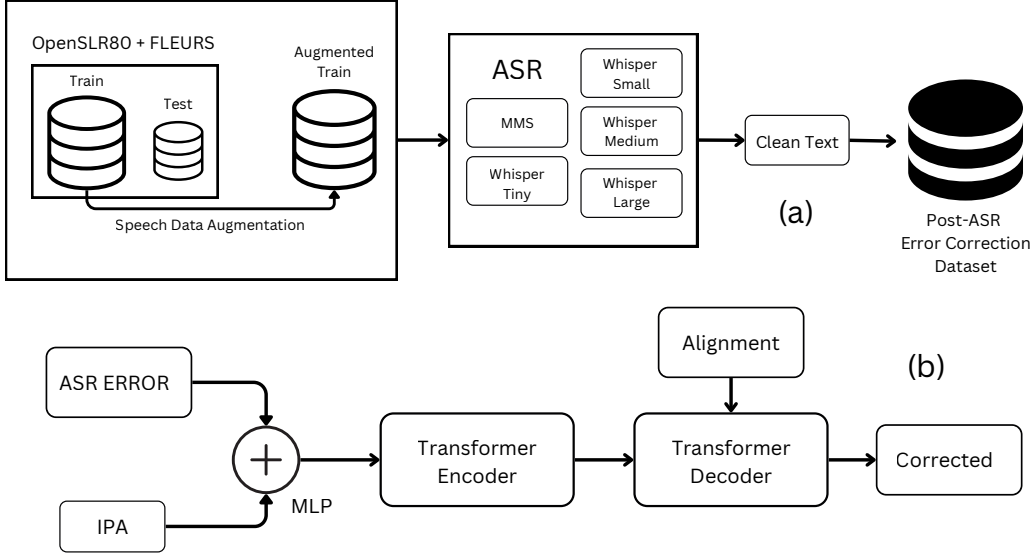 OpenSLR80 + FLEURS
Train
Test
Augmented
Train
Speech Data Augmentation
ASR
MMS
Whisper
Tiny
Whisper
Small
Whisper
Medium
Whisper
Large
Clean Text
(a)
Post-ASR
Error Correction
Dataset
ASR ERROR
IPA
MLP
Transformer
Encoder
Alignment
Transformer
Decoder
(b)
Corrected